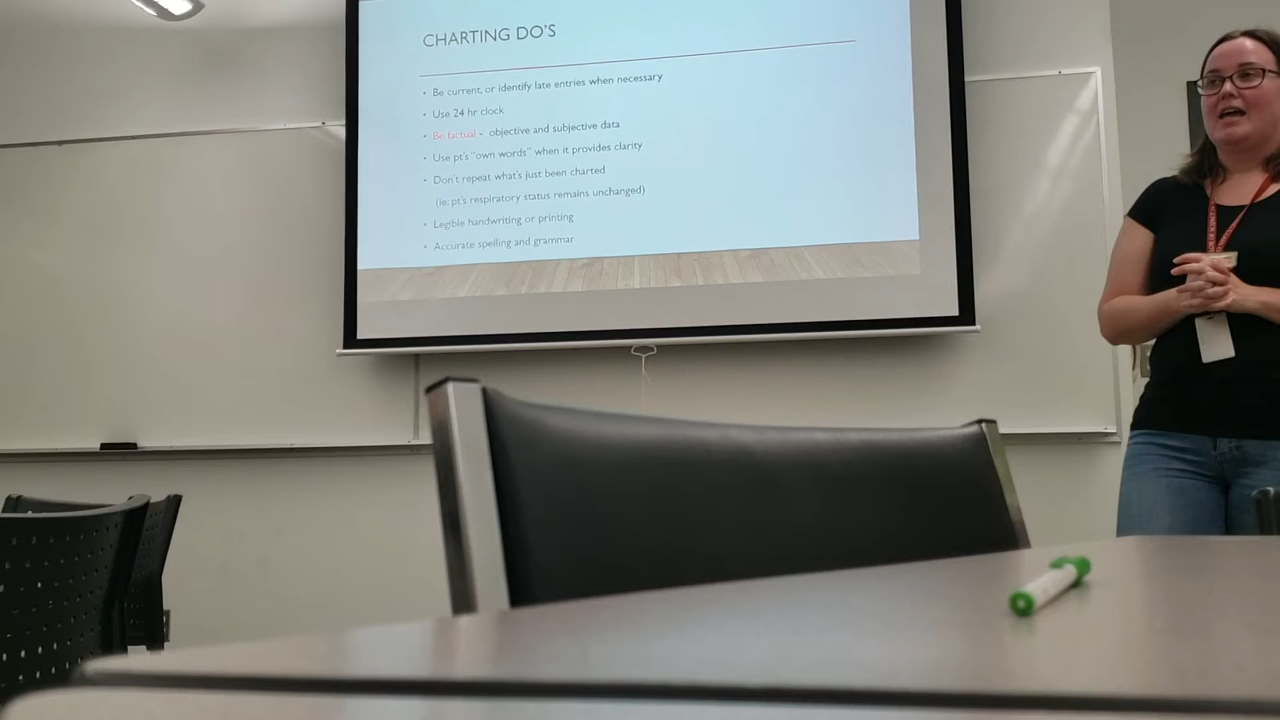 CHARTING DO'S
• Be current, or identify late entries when necessary
• Use 24 hr clock
• Be factual - objective and subjective data
• Use pt's "own words" when it provides clarity
• Don't repeat what's just been charted
(ie: pt's respiratory status remains unchanged)
• Legible handwriting or printing
• Accurate spelling and grammar